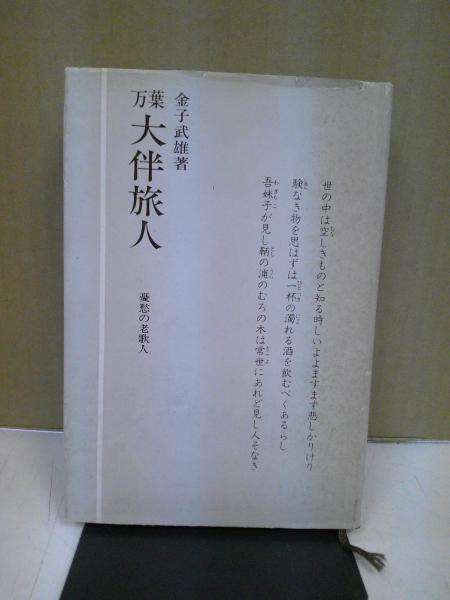 世の中は空しきものと知る時しいよよますます悲しかりけり
験なき物を思はずは一杯の濁れる酒を飲むべくあるらし
吾妹子が見し鞆の浦のむろの木は常世にあれど見し人そなき
金子武雄著
万葉 大伴旅人
憂愁の老歌人